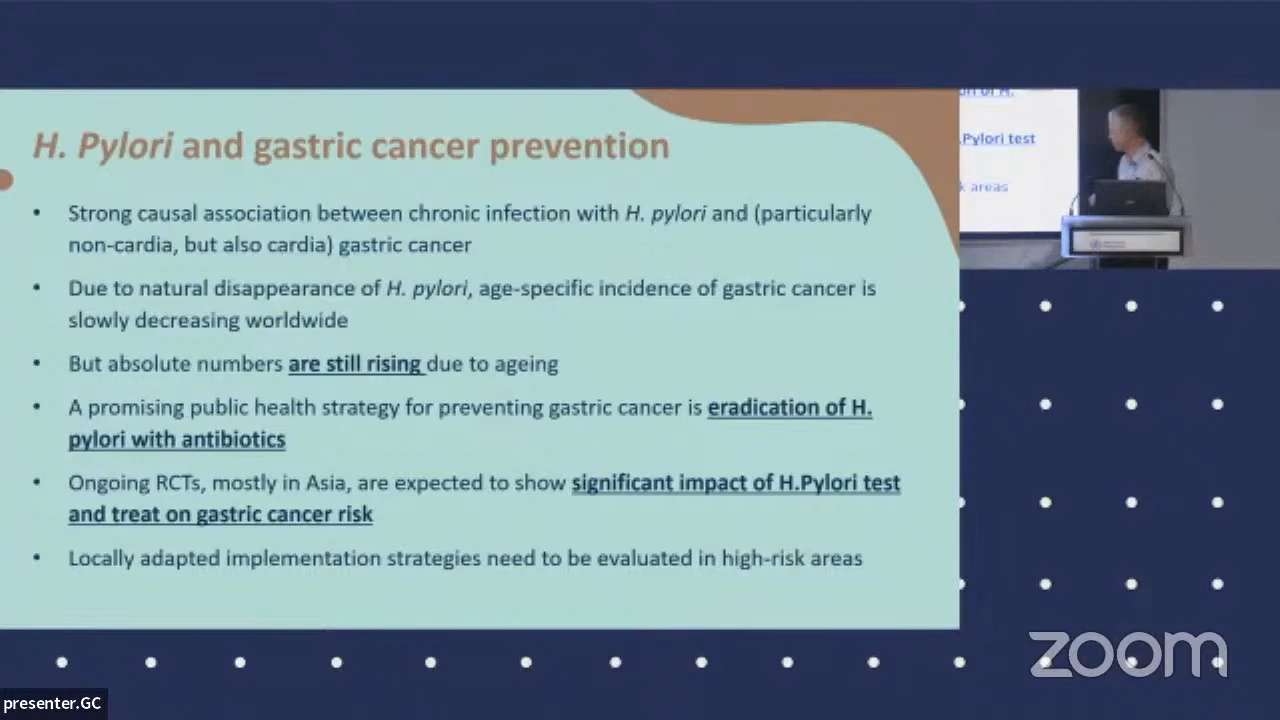 H. Pylori and gastric cancer prevention
• Strong causal association between chronic infection with H. pylori and (particularly
non-cardia, but also cardia) gastric cancer
• Due to natural disappearance of H. pylori, age-specific incidence of gastric cancer is
slowly decreasing worldwide
• But absolute numbers are still rising due to ageing
• A promising public health strategy for preventing gastric cancer is eradication of H.
pylori with antibiotics
• Ongoing RCTs, mostly in Asia, are expected to show significant impact of H.Pylori test
and treat on gastric cancer risk
• Locally adapted implementation strategies need to be evaluated in high-risk areas
of H.
.Pylori test
k areas
zoom
presenter.GC